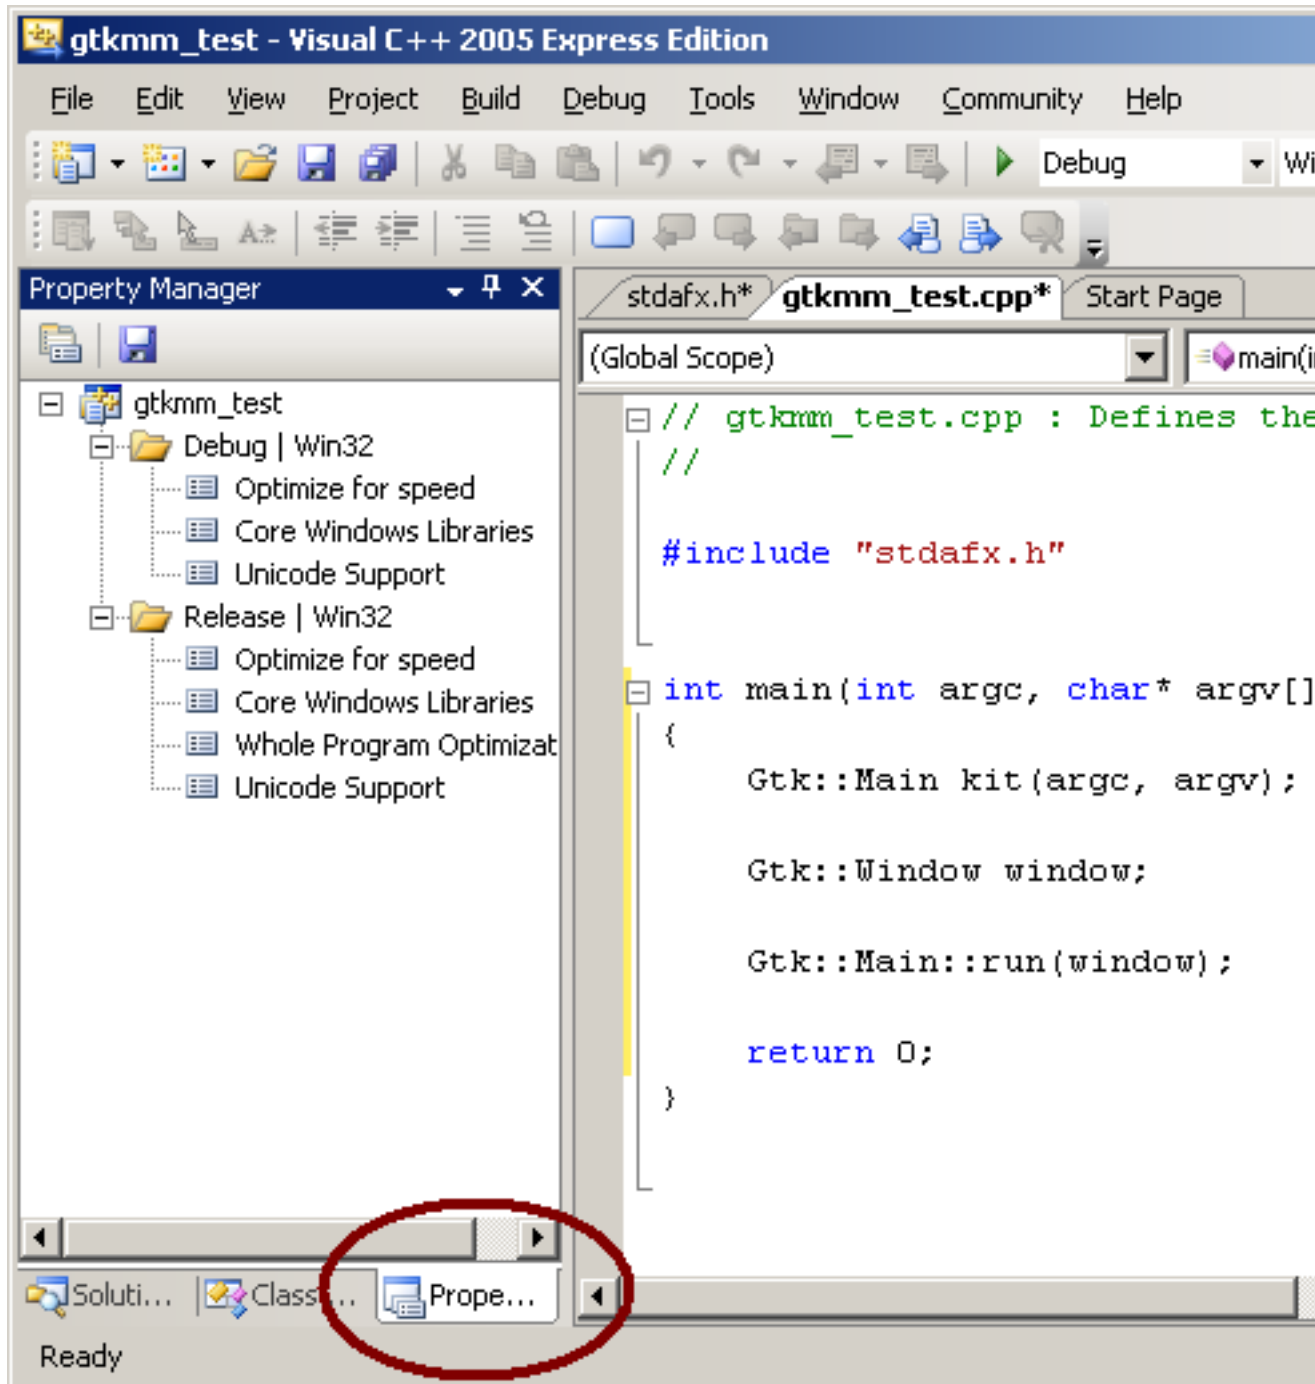 gtkmm_test - Visual C++ 2005 Express Edition
File Edit View Project Build Debug Tools Window Community Help
Debug Wi
Property Manager
stdafx.h* gtkmm_test.cpp* Start Page
(Global Scope) main(i
gtkmm_test
Debug | Win32
Optimize for speed
Core Windows Libraries
Unicode Support
Release | Win32
Optimize for speed
Core Windows Libraries
Whole Program Optimizat
Unicode Support
// gtkmm_test.cpp : Defines the
//
#include "stdafx.h"
int main(int argc, char* argv[]
{
Gtk::Main kit(argc, argv);
Gtk::Window window;
Gtk::Main::run(window);
return 0;
}
Soluti... Class ... Prope...
Ready